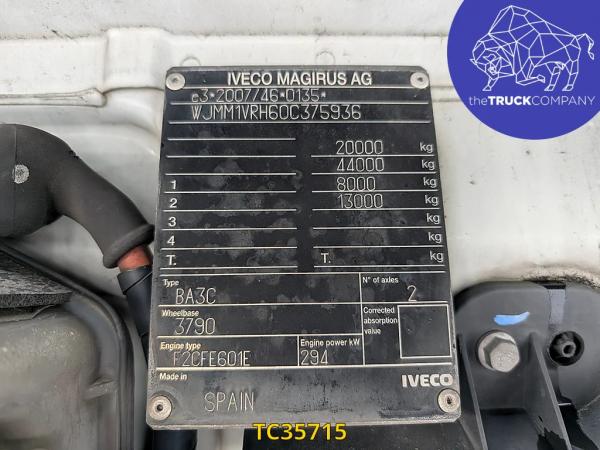 IVECO MAGIRUS AG
e3*2007/46*0135*
WJMM1VRH60C375936
20000 kg
44000 kg
1 8000 kg
2 13000 kg
3 kg
4 kg
T. T. kg
Type
BA3C
N° of axles
2
Wheelbase
3790
Corrected absorption value
Engine type
F2CFE601E
Engine power kW
294
Made in
SPAIN
IVECO
theTRUCKCOMPANY
TC35715